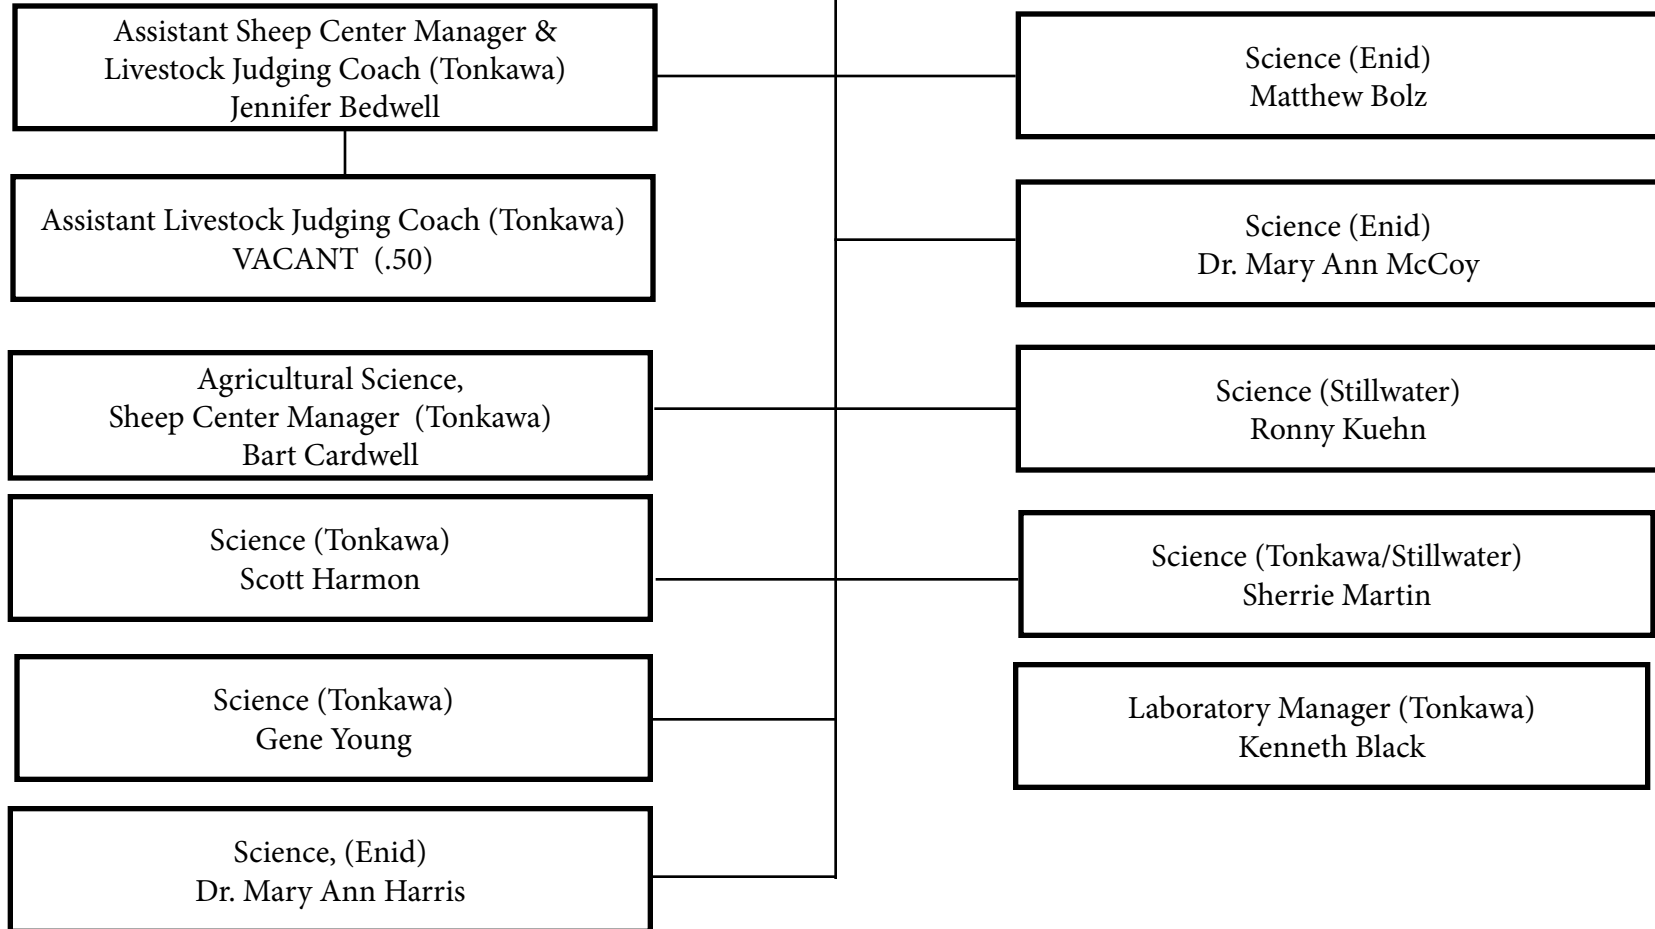 Assistant Sheep Center Manager &
Livestock Judging Coach (Tonkawa)
Jennifer Bedwell
Assistant Livestock Judging Coach (Tonkawa)
VACANT (.50)
Agricultural Science,
Sheep Center Manager (Tonkawa)
Bart Cardwell
Science (Tonkawa)
Scott Harmon
Science (Tonkawa)
Gene Young
Science, (Enid)
Dr. Mary Ann Harris
Science (Enid)
Matthew Bolz
Science (Enid)
Dr. Mary Ann McCoy
Science (Stillwater)
Ronny Kuehn
Science (Tonkawa/Stillwater)
Sherrie Martin
Laboratory Manager (Tonkawa)
Kenneth Black